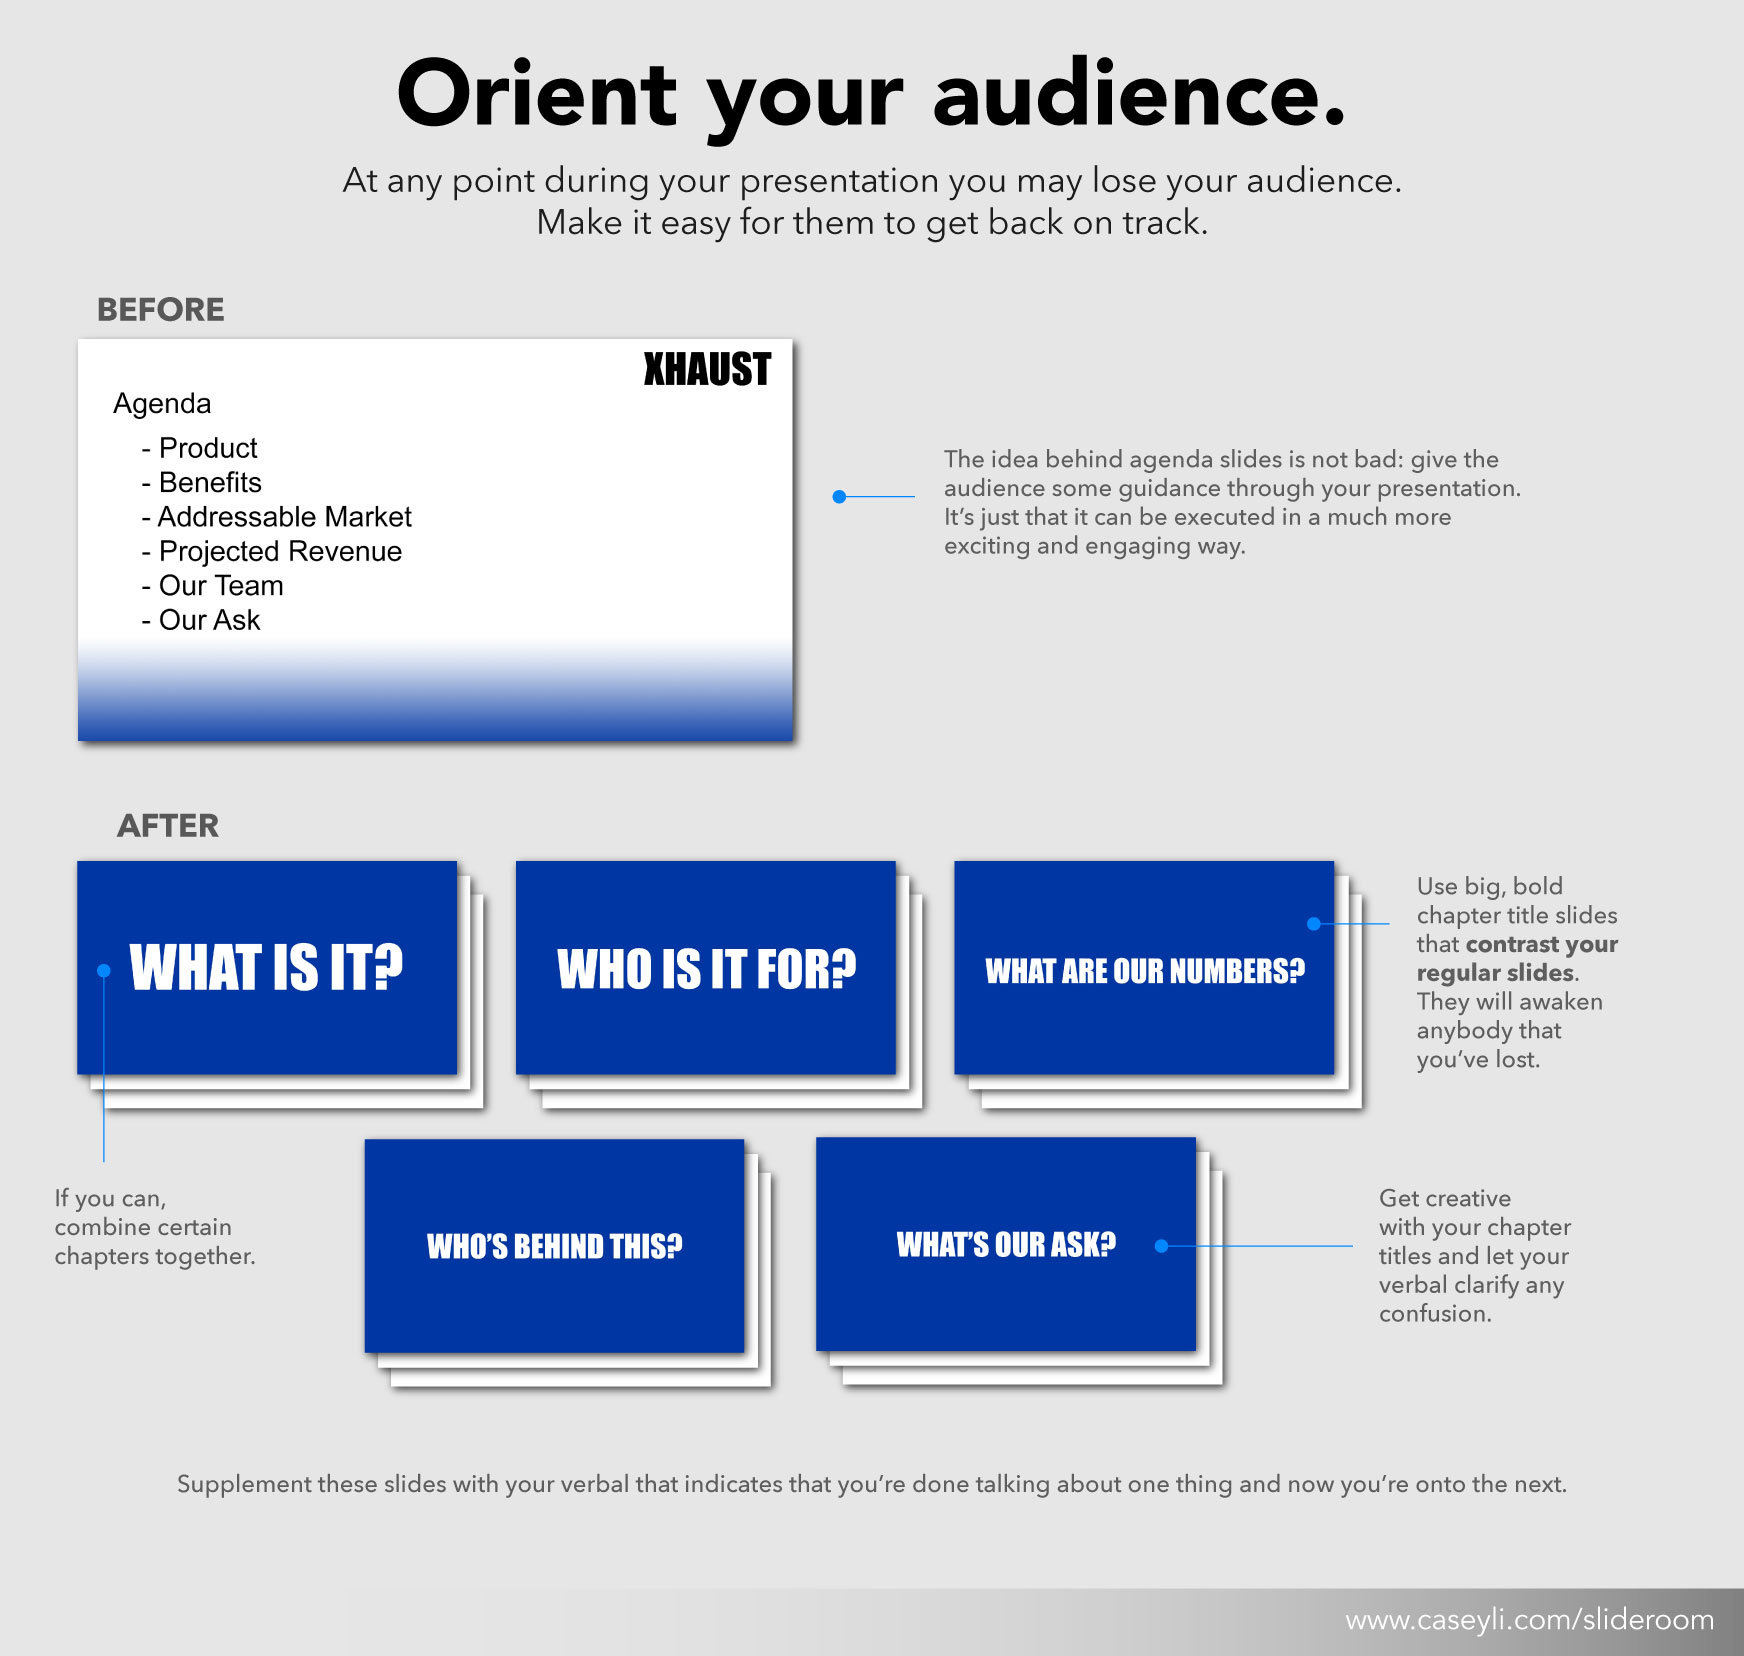 Orient your audience.
At any point during your presentation you may lose your audience.
Make it easy for them to get back on track.
BEFORE
XHAUST
Agenda
- Product
- Benefits
- Addressable Market
- Projected Revenue
- Our Team
- Our Ask
The idea behind agenda slides is not bad: give the
audience some guidance through your presentation.
It's just that it can be executed in a much more
exciting and engaging way.
AFTER
WHAT IS IT?
WHO IS IT FOR?
WHAT ARE OUR NUMBERS?
Use big, bold
chapter title slides
that contrast your
regular slides.
They will awaken
anybody that
you've lost.
If you can,
combine certain
chapters together.
WHO'S BEHIND THIS?
WHAT'S OUR ASK?
Get creative
with your chapter
titles and let your
verbal clarify any
confusion.
Supplement these slides with your verbal that indicates that you're done talking about one thing and now you're onto the next.
www.caseyli.com/slideroom